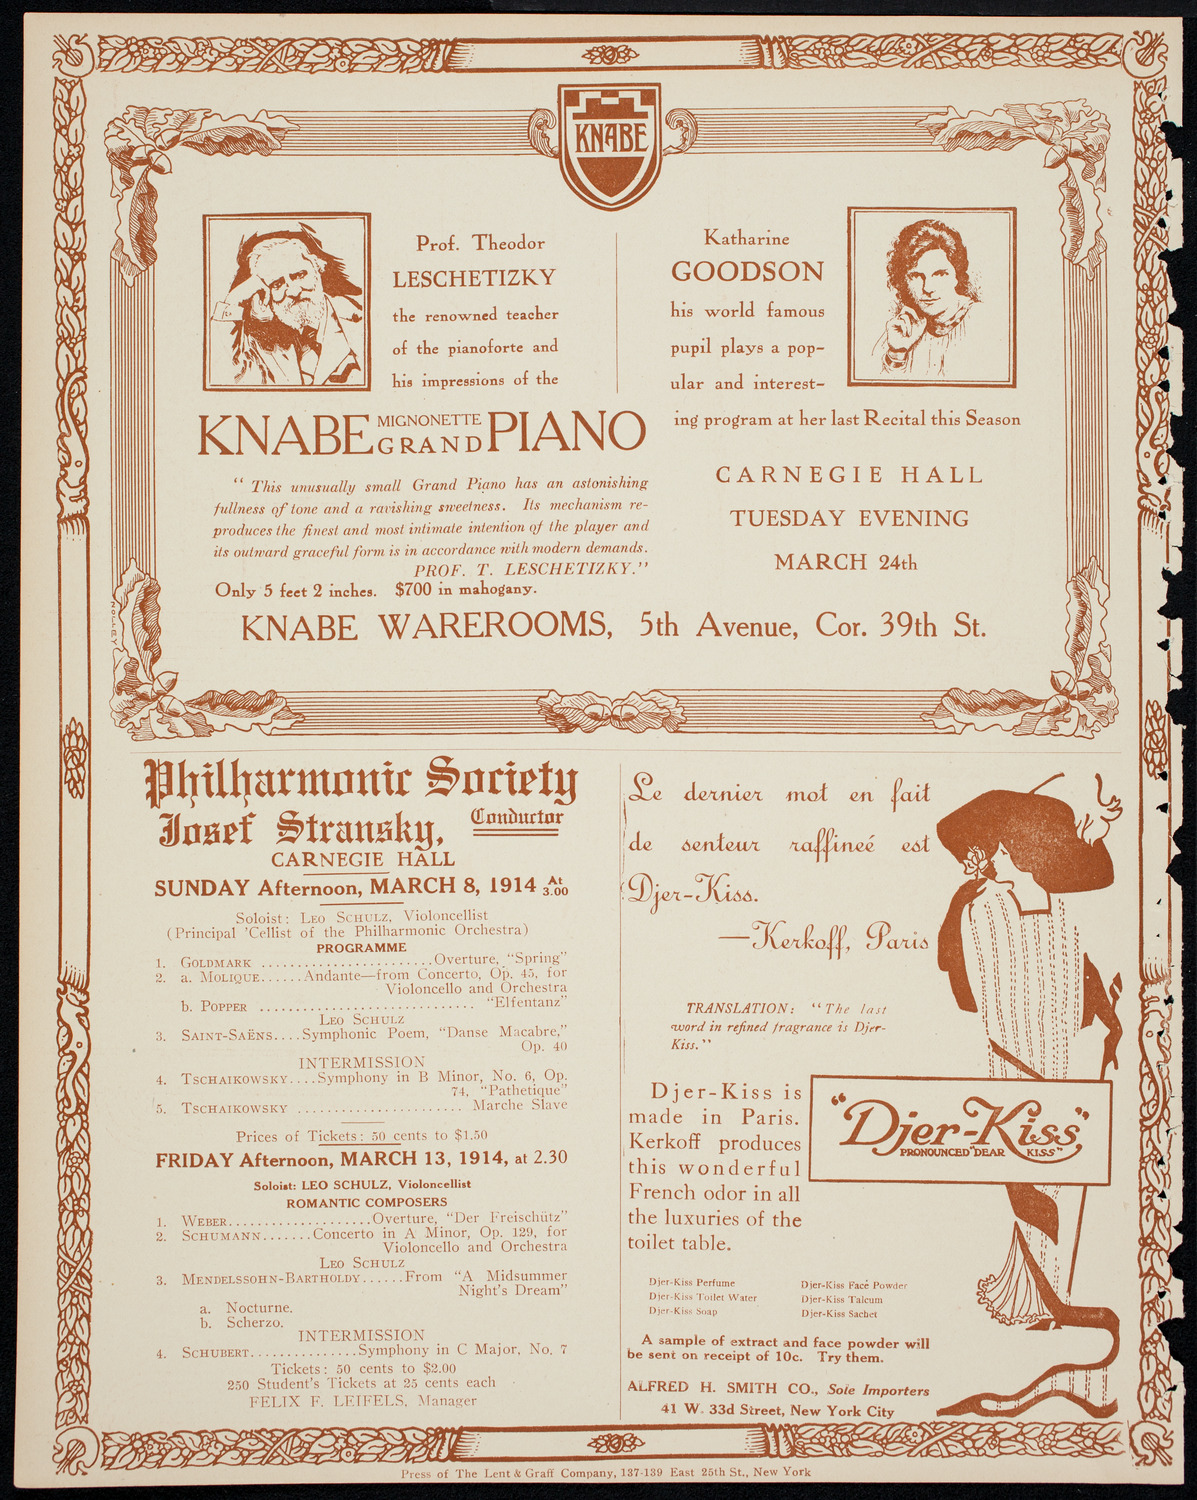 KNABE
Prof. Theodor
LESCHETIZKY
the renowned teacher
of the pianoforte and
his impressions of the
KNABE MIGNONETTE GRAND PIANO
“ This unusually small Grand Piano has an astonishing
fullness of tone and a ravishing sweetness. Its mechanism re-
produces the finest and most intimate intention of the player and
its outward graceful form is in accordance with modern demands.
PROF. T. LESCHETIZKY.”
Only 5 feet 2 inches. $700 in mahogany.
Katharine
GOODSON
his world famous
pupil plays a pop-
ular and interest-
ing program at her last Recital this Season
CARNEGIE HALL
TUESDAY EVENING
MARCH 24th
KNABE WAREROOMS, 5th Avenue, Cor. 39th St.
Philharmonic Society
Josef Stransky, Conductor
CARNEGIE HALL
SUNDAY Afternoon, MARCH 8, 1914 At 3.00
Soloist: LEO SCHULZ, Violoncellist
(Principal 'Cellist of the Philharmonic Orchestra)
PROGRAMME
1. GOLDMARK ........................Overture, “Spring”
2. a. MOLIQUE......Andante—from Concerto, Op. 45, for
Violoncello and Orchestra
b. POPPER .............................. “Elfentanz”
LEO SCHULZ
3. SAINT-SAËNS....Symphonic Poem, “Danse Macabre,”
Op. 40
INTERMISSION
4. TSCHAIKOWSKY....Symphony in B Minor, No. 6, Op.
74, “Pathetique”
5. TSCHAIKOWSKY ....................... Marche Slave
Prices of Tickets: 50 cents to $1.50
FRIDAY Afternoon, MARCH 13, 1914, at 2.30
Soloist: LEO SCHULZ, Violoncellist
ROMANTIC COMPOSERS
1. WEBER....................Overture, “Der Freischütz”
2. SCHUMANN.......Concerto in A Minor, Op. 129, for
Violoncello and Orchestra
LEO SCHULZ
3. MENDELSSOHN-BARTHOLDY......From “A Midsummer
Night's Dream”
a. Nocturne.
b. Scherzo.
INTERMISSION
4. SCHUBERT...............Symphony in C Major, No. 7
Tickets: 50 cents to $2.00
250 Student's Tickets at 25 cents each
FELIX F. LEIFELS, Manager
Le dernier mot en fait
de senteur raffineé est
Djer-Kiss.
—Kerkoff, Paris
TRANSLATION: “The last
word in refined fragrance is Djer-
Kiss.”
Djer-Kiss is
made in Paris.
Kerkoff produces
this wonderful
French odor in all
the luxuries of the
toilet table.
“Djer-Kiss”
PRONOUNCED “DEAR KISS”
Djer-Kiss Perfume
Djer-Kiss Toilet Water
Djer-Kiss Soap
Djer-Kiss Face Powder
Djer-Kiss Talcum
Djer-Kiss Sachet
A sample of extract and face powder will
be sent on receipt of 10c. Try them.
ALFRED H. SMITH CO., Sole Importers
41 W. 33d Street, New York City
Press of The Lent & Graff Company, 137-139 East 25th St., New York